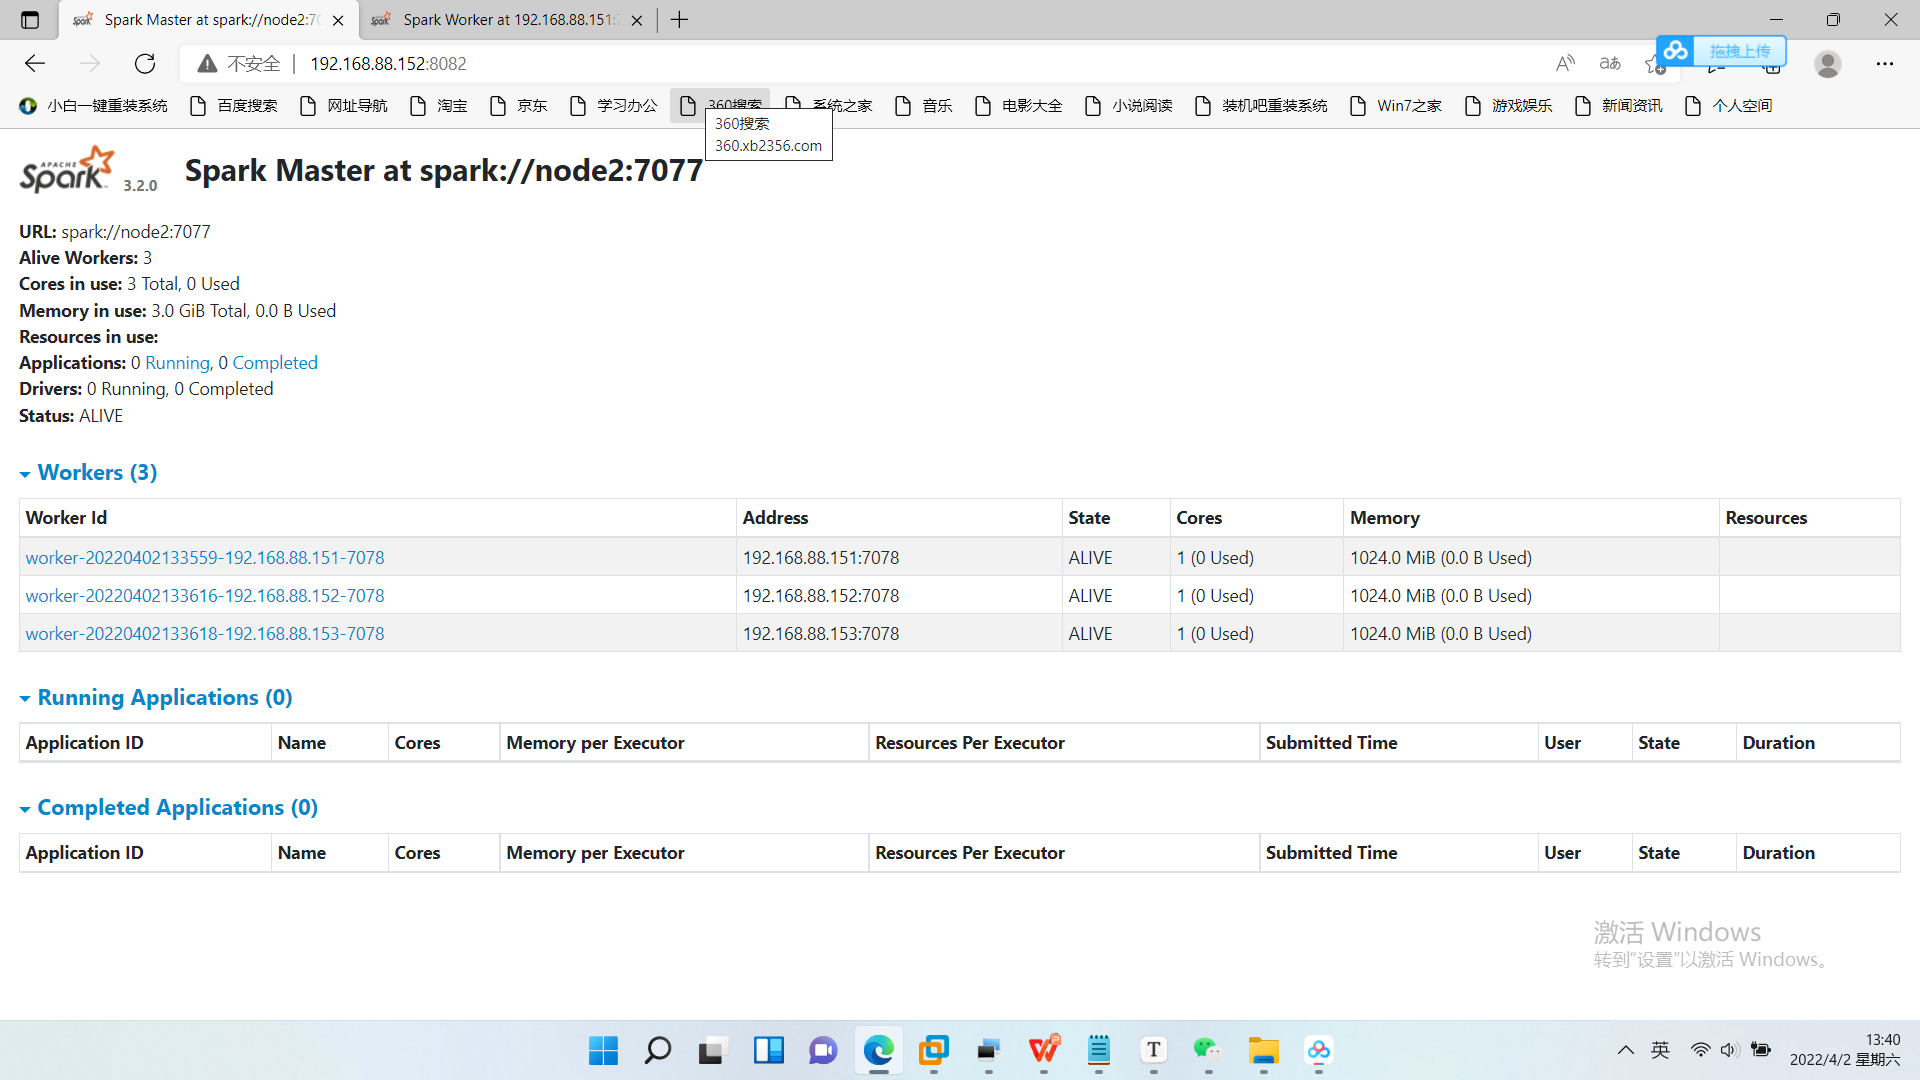 Spark Master at spark://node2:70
Spark Worker at 192.168.88.151:
不安全
192.168.88.152:8082
拖拽上传
小白一键重装系统
百度搜索
网址导航
淘宝
京东
学习办公
360搜索
系统之家
音乐
电影大全
小说阅读
装机吧重装系统
Win7之家
游戏娱乐
新闻资讯
个人空间
360搜索
360.xb2356.com
APACHE Spark 3.2.0
Spark Master at spark://node2:7077
URL: spark://node2:7077
Alive Workers: 3
Cores in use: 3 Total, 0 Used
Memory in use: 3.0 GiB Total, 0.0 B Used
Resources in use:
Applications: 0 Running, 0 Completed
Drivers: 0 Running, 0 Completed
Status: ALIVE
Workers (3)
Worker Id Address State Cores Memory Resources
worker-20220402133559-192.168.88.151-7078 192.168.88.151:7078 ALIVE 1 (0 Used) 1024.0 MiB (0.0 B Used)
worker-20220402133616-192.168.88.152-7078 192.168.88.152:7078 ALIVE 1 (0 Used) 1024.0 MiB (0.0 B Used)
worker-20220402133618-192.168.88.153-7078 192.168.88.153:7078 ALIVE 1 (0 Used) 1024.0 MiB (0.0 B Used)
Running Applications (0)
Application ID Name Cores Memory per Executor Resources Per Executor Submitted Time User State Duration
Completed Applications (0)
Application ID Name Cores Memory per Executor Resources Per Executor Submitted Time User State Duration
激活 Windows
转到"设置"以激活 Windows。
英
13:40
2022/4/2 星期六